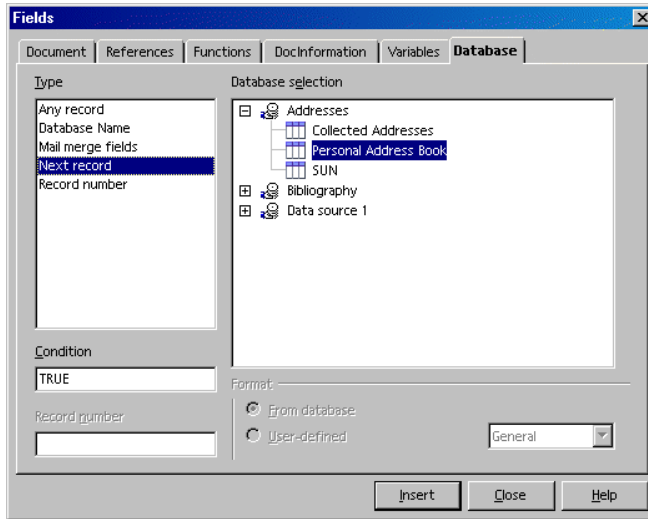 Fields
Document References Functions DocInformation Variables Database
Type
Any record
Database Name
Mail merge fields
Next record
Record number
Database selection
Addresses
Collected Addresses
Personal Address Book
SUN
Bibliography
Data source 1
Condition
TRUE
Record number
Format
From database
User-defined
General
Insert Close Help